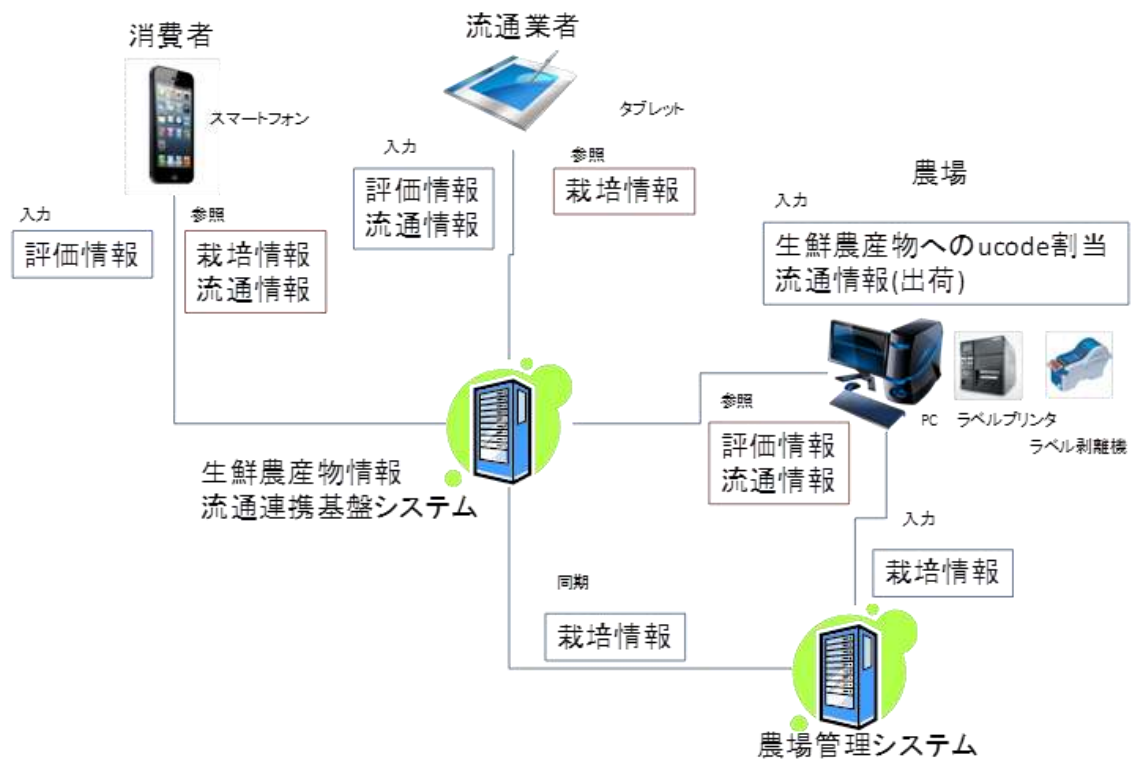 消費者
スマートフォン
入力
評価情報
参照
栽培情報
流通情報
流通業者
タブレット
入力
評価情報
流通情報
参照
栽培情報
農場
入力
生鮮農産物へのucode割当
流通情報(出荷)
PC
ラベルプリンタ
ラベル剥離機
参照
評価情報
流通情報
生鮮農産物情報
流通連携基盤システム
入力
栽培情報
同期
栽培情報
農場管理システム